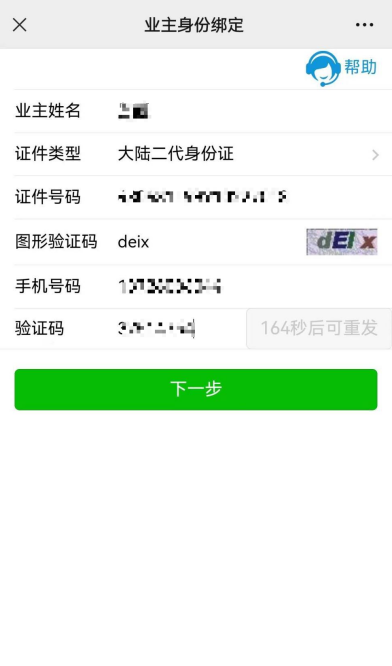 业主身份绑定
帮助
业主姓名
证件类型 大陆二代身份证
证件号码
图形验证码 deix dEIx
手机号码
验证码 164秒后可重发
下一步